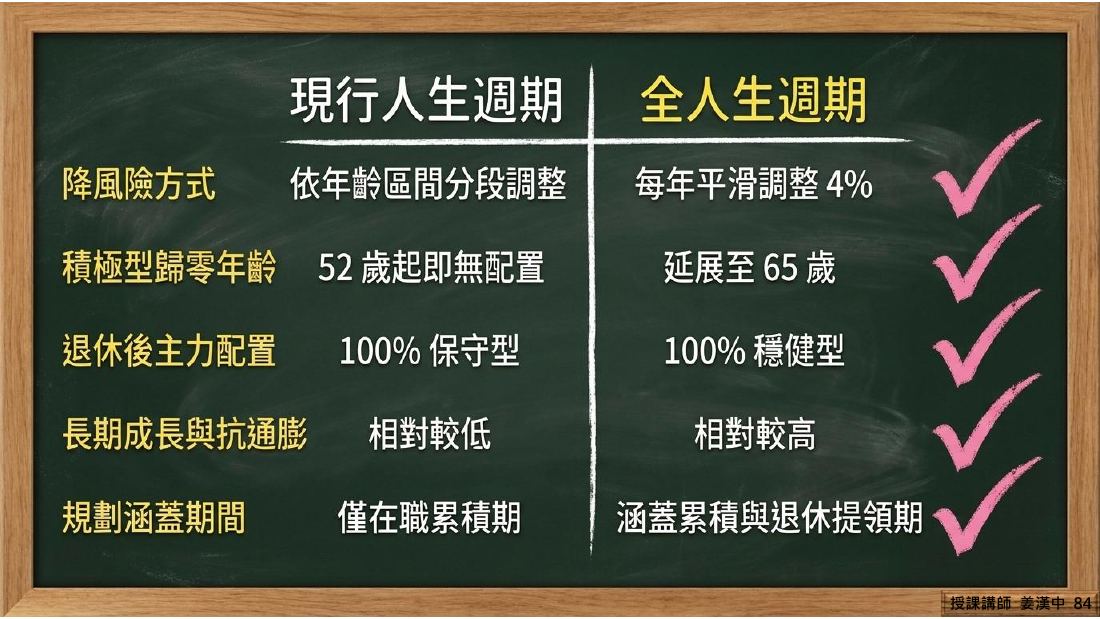 現行人生週期 全人生週期
降風險方式 依年齡區間分段調整 每年平滑調整 4%
積極型歸零年齡 52 歲起即無配置 延展至 65 歲
退休後主力配置 100% 保守型 100% 穩健型
長期成長與抗通膨 相對較低 相對較高
規劃涵蓋期間 僅在職累積期 涵蓋累積與退休提領期
授課講師 姜漢中 84